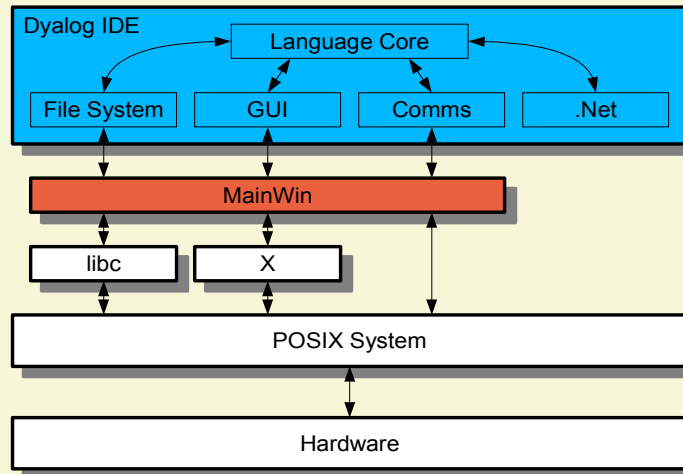 Dyalog IDE
Language Core
File System
GUI
Comms
.Net
MainWin
libc
X
POSIX System
Hardware